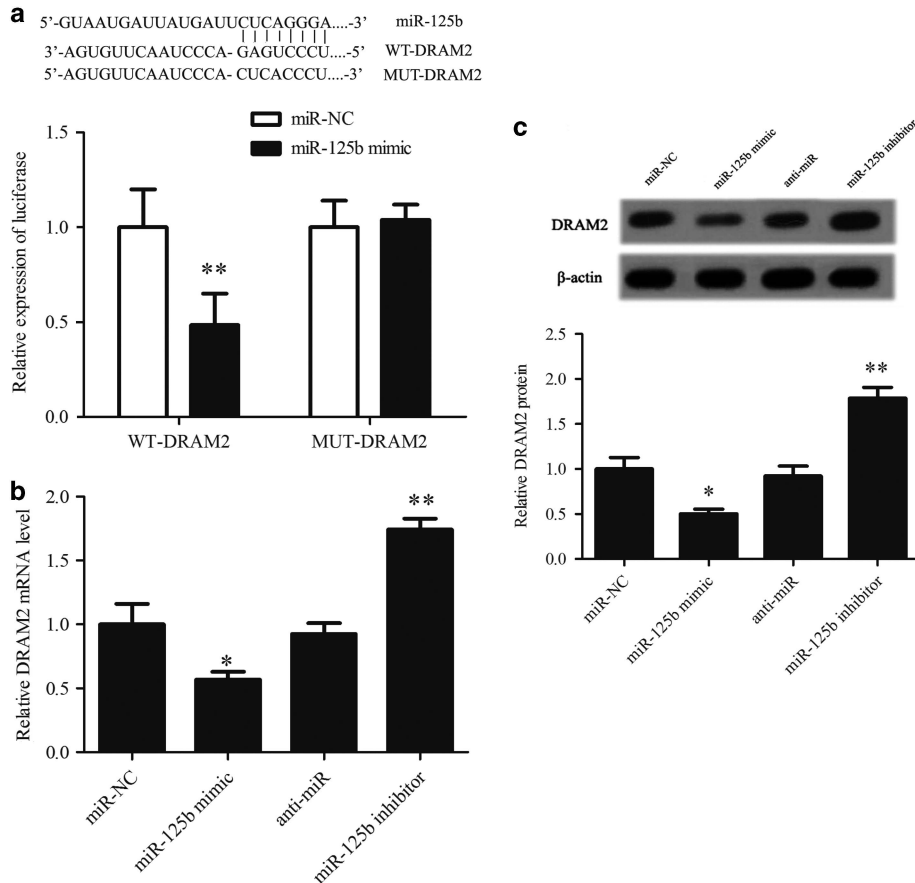 a
5’-GUAAUGAUUAUGAUUCUCAGGGA....-3’ miR-125b
3’-AGUGUUCAAUCCCA- GAGUCCCU....-5’ WT-DRAM2
5’-AGUGUUCAAUCCCA- CUCACCCU....-3’ MUT-DRAM2
miR-NC
miR-125b mimic
Relative expression of luciferase
1.5
1.0
0.5
0.0
**
WT-DRAM2 MUT-DRAM2
b
Relative DRAM2 mRNA level
2.0
1.5
1.0
0.5
0.0
*
**
miR-NC
miR-125b mimic
anti-miR
miR-125b inhibitor
c
miR-NC
miR-125b mimic
anti-miR
miR-125b inhibitor
DRAM2
β-actin
Relative DRAM2 protein
2.5
2.0
1.5
1.0
0.5
0.0
*
**
miR-NC
miR-125b mimic
anti-miR
miR-125b inhibitor